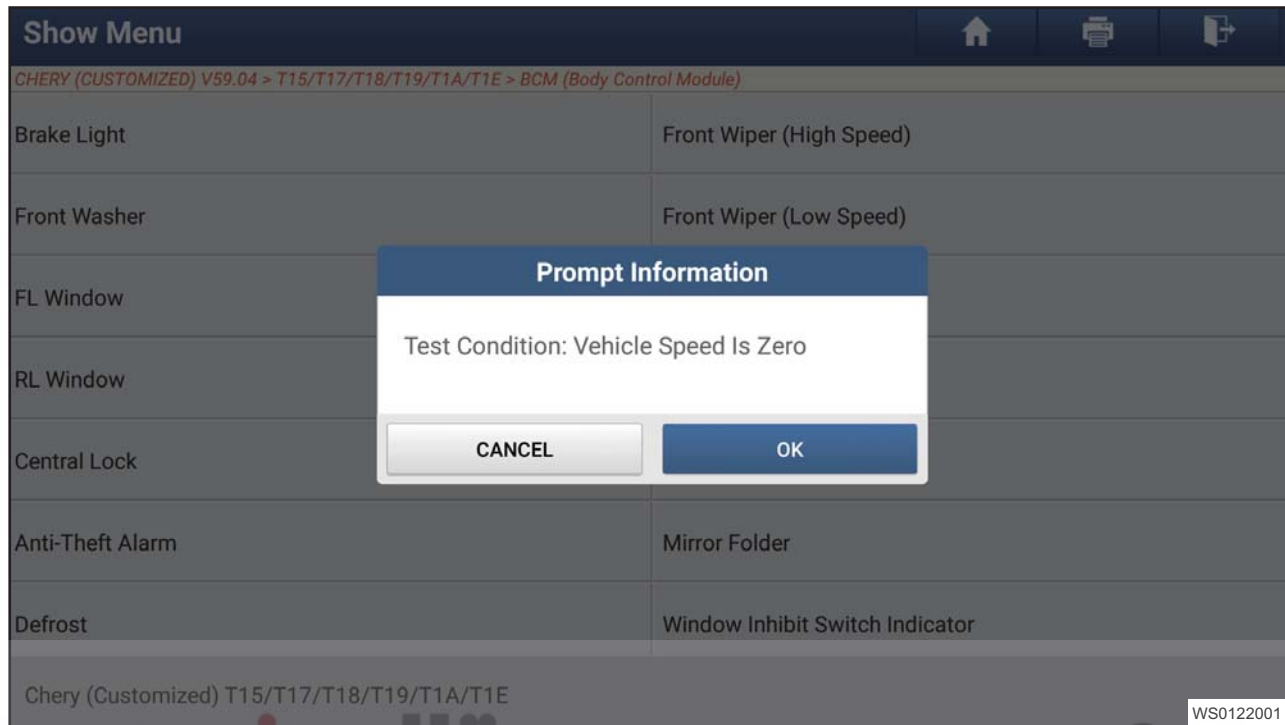 Show Menu
CHERY (CUSTOMIZED) V59.04 > T15/T17/T18/T19/T1A/T1E > BCM (Body Control Module)
Brake Light
Front Wiper (High Speed)
Front Washer
Front Wiper (Low Speed)
FL Window
RL Window
Central Lock
Prompt Information
Test Condition: Vehicle Speed Is Zero
CANCEL
OK
Anti-Theft Alarm
Mirror Folder
Defrost
Window Inhibit Switch Indicator
Chery (Customized) T15/T17/T18/T19/T1A/T1E
WS0122001